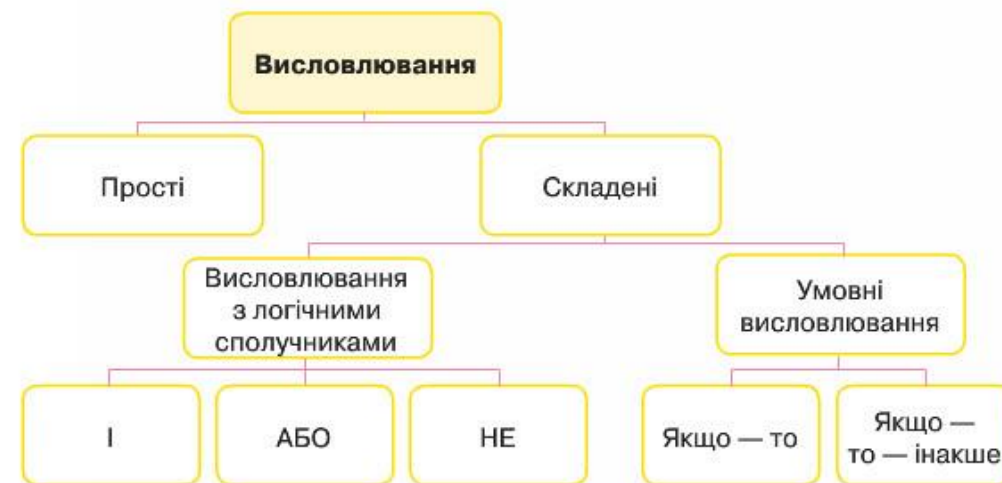 Висловлювання
Прості
Складені
Висловлювання
з логічними
сполучниками
Умовні
висловлювання
І
АБО
НЕ
Якщо — то
Якщо —
то — інакше